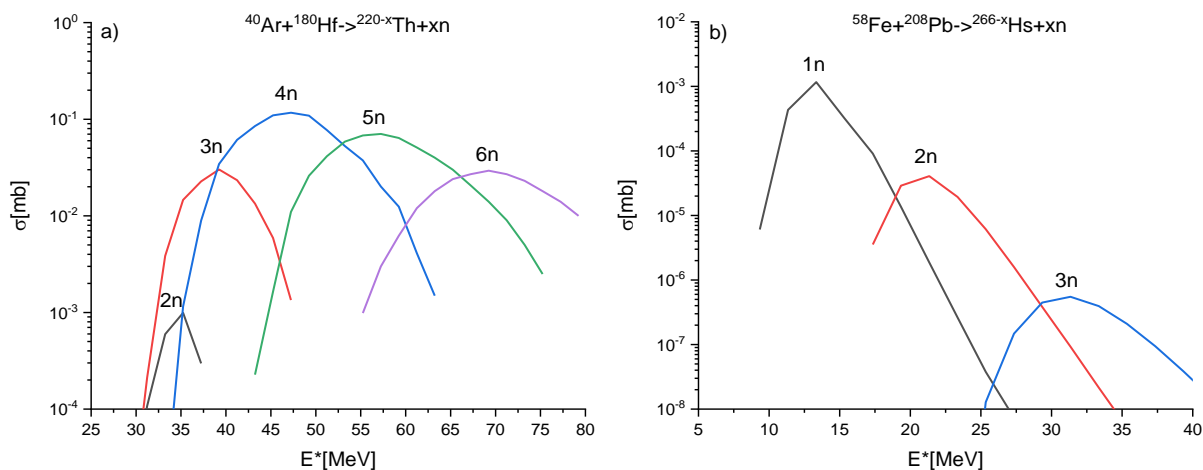 a)
⁴⁰Ar+¹⁸⁰Hf->²²⁰⁻ˣTh+xn
10⁰
10⁻¹
10⁻²
10⁻³
10⁻⁴
σ[mb]
2n
3n
4n
5n
6n
25 30 35 40 45 50 55 60 65 70 75 80
E*[MeV]
b)
⁵⁸Fe+²⁰⁸Pb->²⁶⁶⁻ˣHs+xn
10⁻²
10⁻³
10⁻⁴
10⁻⁵
10⁻⁶
10⁻⁷
10⁻⁸
σ[mb]
1n
2n
3n
5 10 15 20 25 30 35 40
E*[MeV]